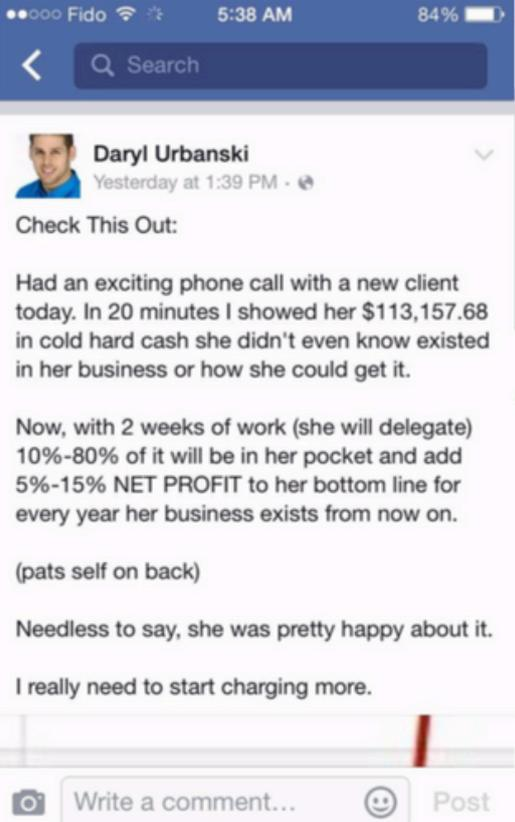 Fido 5:38 AM 84%
Search
Daryl Urbanski
Yesterday at 1:39 PM ·
Check This Out:
Had an exciting phone call with a new client
today. In 20 minutes I showed her $113,157.68
in cold hard cash she didn't even know existed
in her business or how she could get it.
Now, with 2 weeks of work (she will delegate)
10%-80% of it will be in her pocket and add
5%-15% NET PROFIT to her bottom line for
every year her business exists from now on.
(pats self on back)
Needless to say, she was pretty happy about it.
I really need to start charging more.
Write a comment... Post